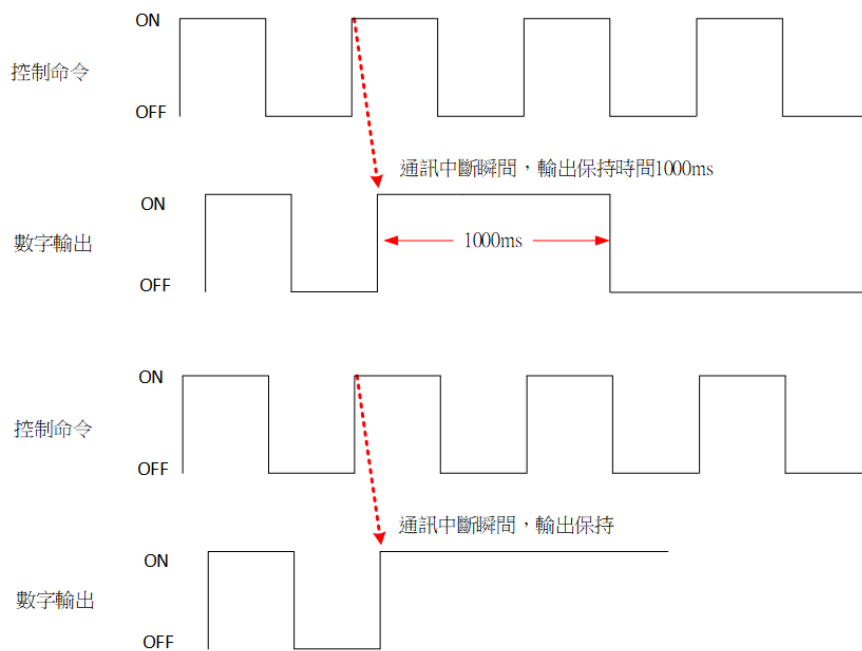 ON
控制命令
OFF
通訊中斷瞬間，輸出保持時間1000ms
ON
數字輸出
1000ms
OFF
ON
控制命令
OFF
通訊中斷瞬間，輸出保持
ON
數字輸出
OFF